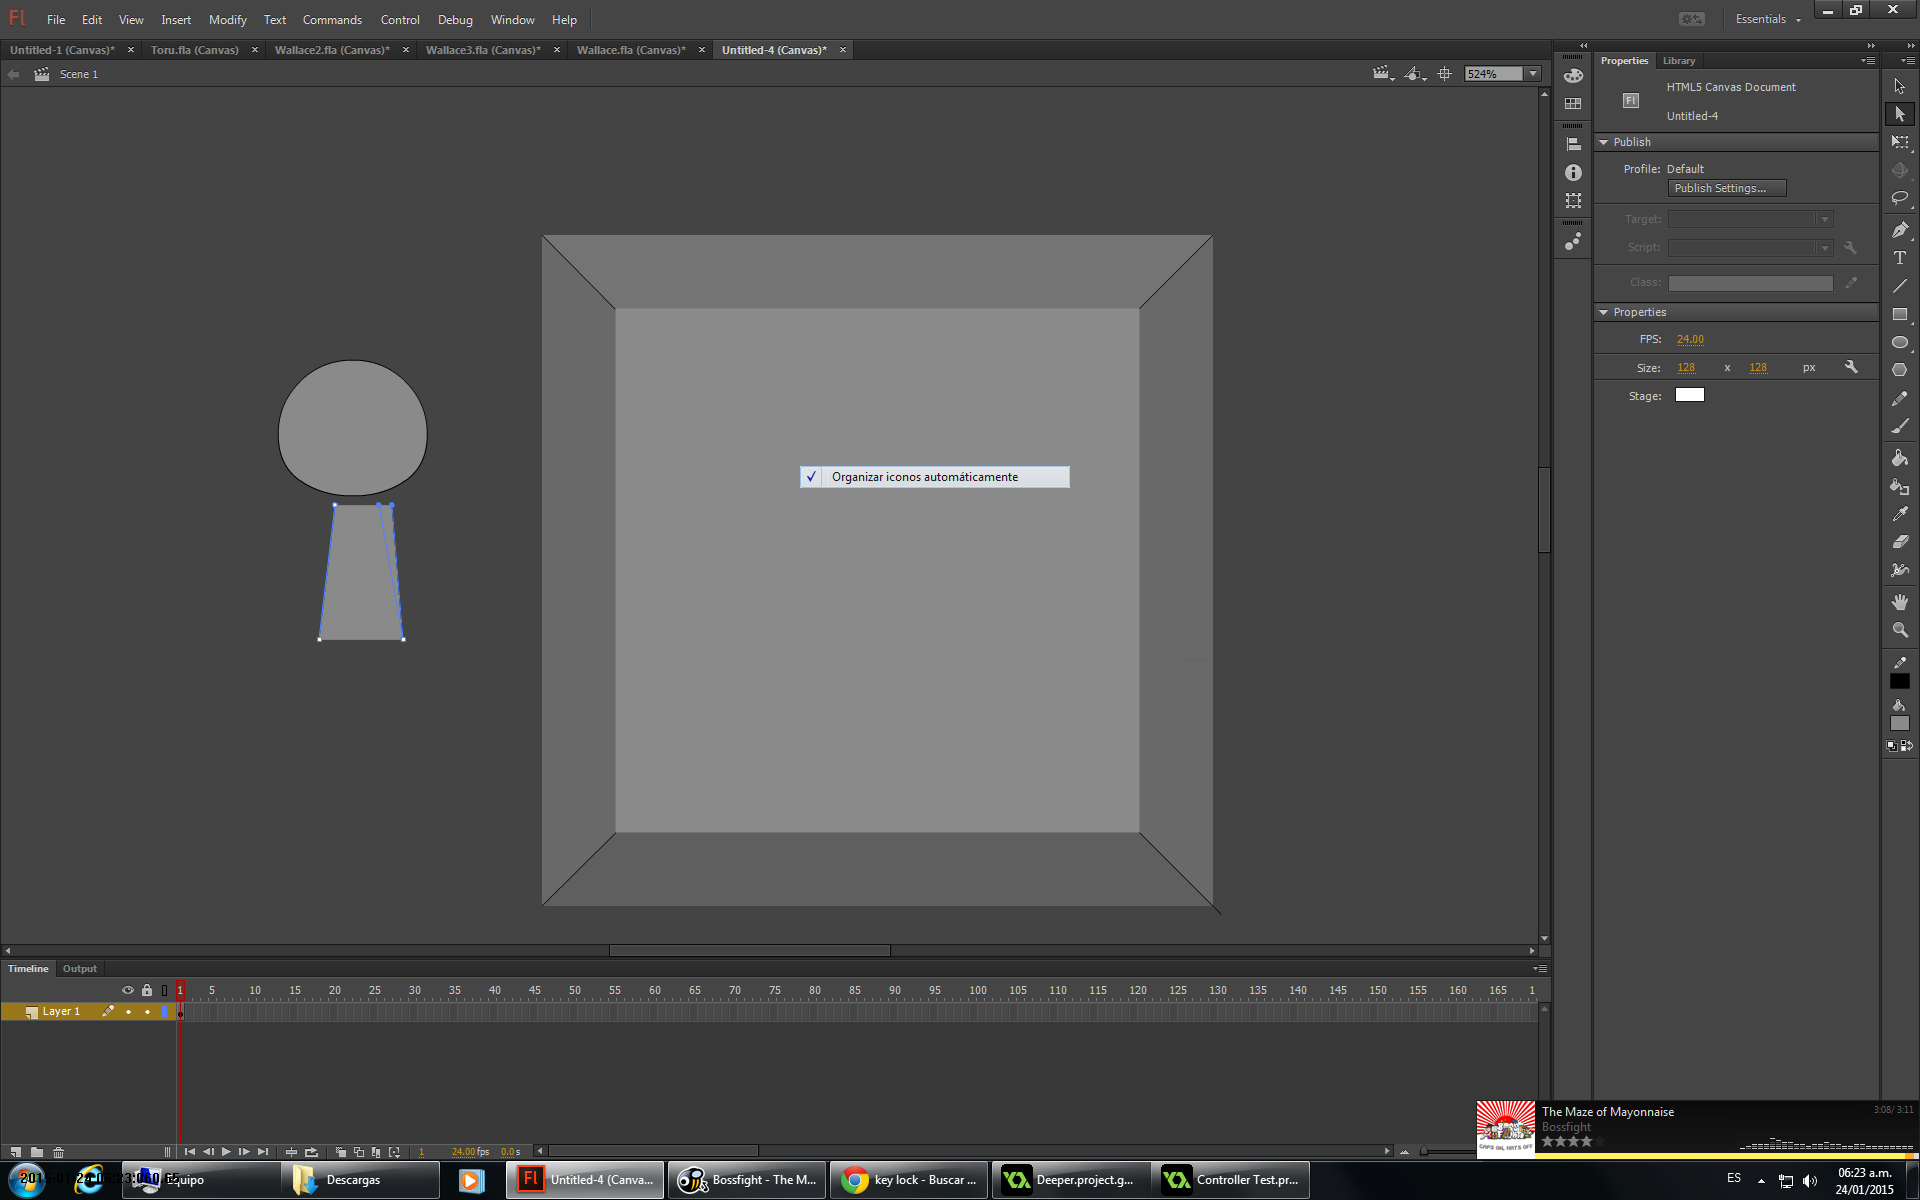 Fl File Edit View Insert Modify Text Commands Control Debug Window Help Essentials
Untitled-1 (Canvas)* × Toru.fla (Canvas) × Wallace2.fla (Canvas)* × Wallace3.fla (Canvas)* × Wallace.fla (Canvas)* × Untitled-4 (Canvas)* ×
Scene 1
524%
Properties Library
HTML5 Canvas Document
Fl
Untitled-4
Publish
Profile: Default
Publish Settings...
Target:
Script:
Class:
Properties
FPS: 24.00
Size: 128 x 128 px
Stage:
Organizar iconos automáticamente
Timeline Output
1 5 10 15 20 25 30 35 40 45 50 55 60 65 70 75 80 85 90 95 100 105 110 115 120 125 130 135 140 145 150 155 160 165 1
Layer 1
1 24.00 fps 0.0 s
The Maze of Mayonnaise 3:08/ 3:11
Bossfight
CAPS ON, HATS OFF
Equipo
Descargas
Untitled-4 (Canva...
Bossfight - The M...
key lock - Buscar ...
Deeper.project.g...
Controller Test.pr...
ES
06:23 a.m.
24/01/2015